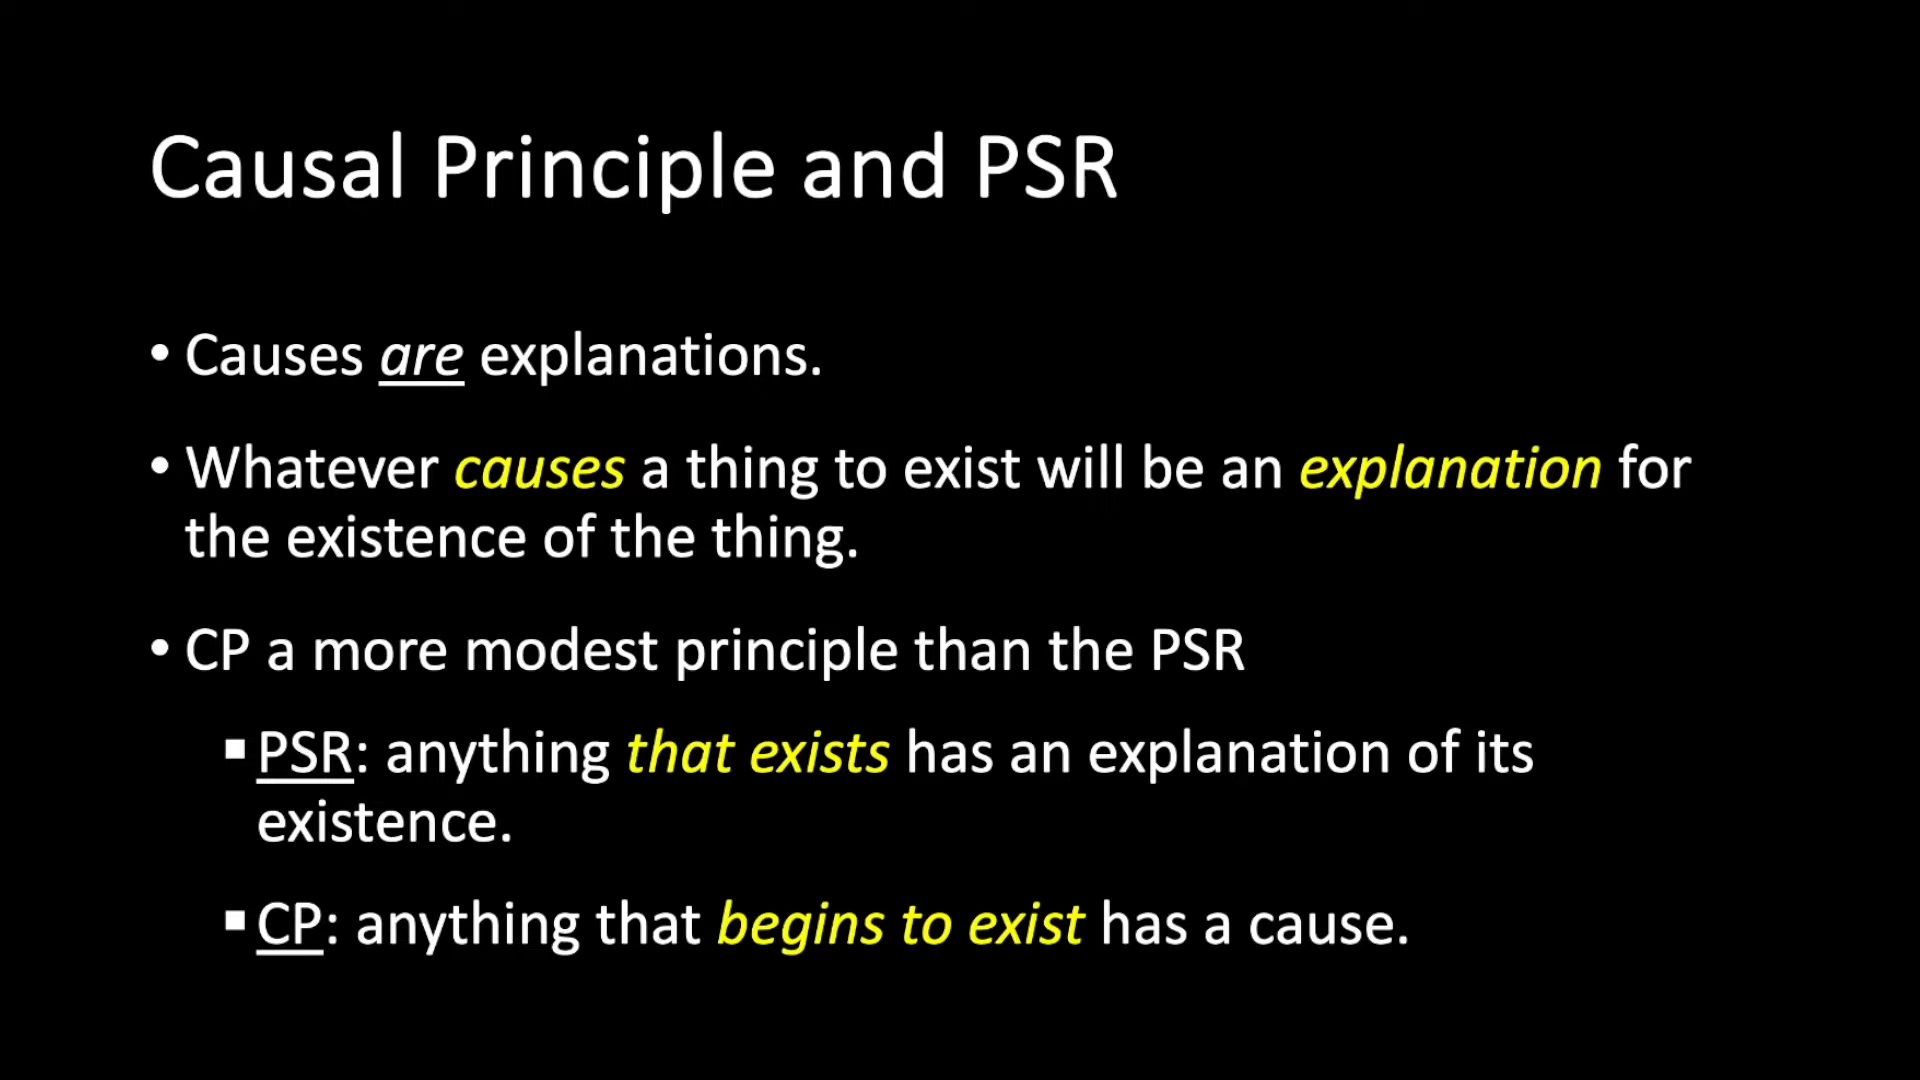 Causal Principle and PSR
• Causes are explanations.
• Whatever causes a thing to exist will be an explanation for
the existence of the thing.
• CP a more modest principle than the PSR
▪ PSR: anything that exists has an explanation of its
existence.
▪ CP: anything that begins to exist has a cause.